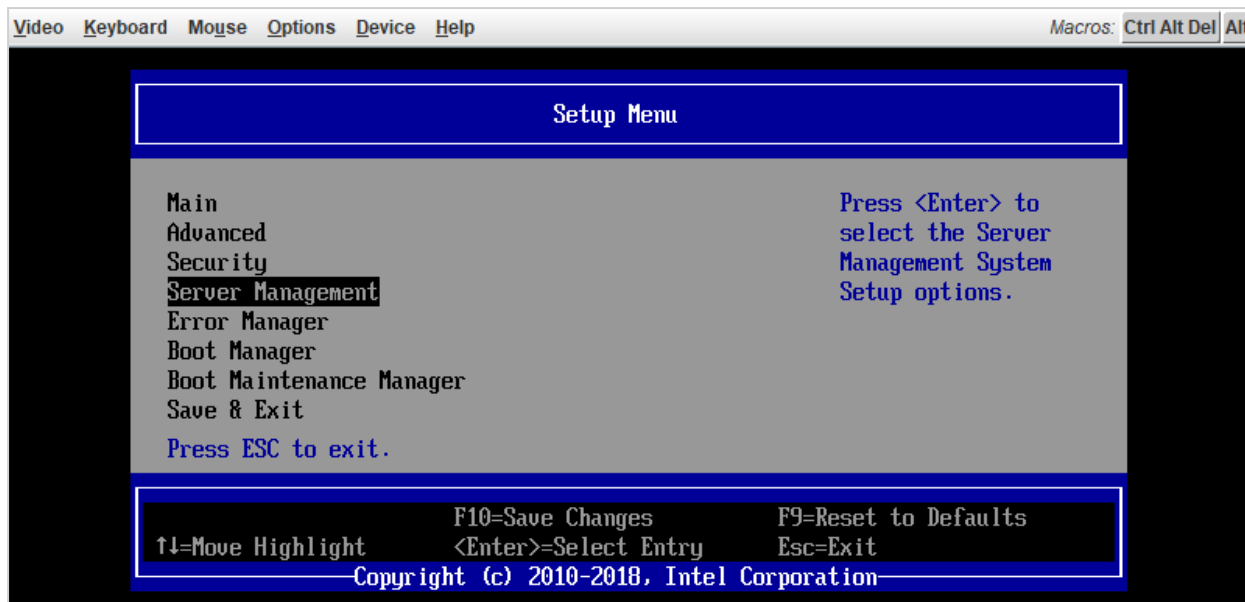 Video Keyboard Mouse Options Device Help Macros: Ctrl Alt Del
Setup Menu
Main
Advanced
Security
Server Management
Error Manager
Boot Manager
Boot Maintenance Manager
Save & Exit
Press ESC to exit.
Press <Enter> to
select the Server
Management System
Setup options.
F10=Save Changes F9=Reset to Defaults
↑↓=Move Highlight <Enter>=Select Entry Esc=Exit
Copyright (c) 2010-2018, Intel Corporation